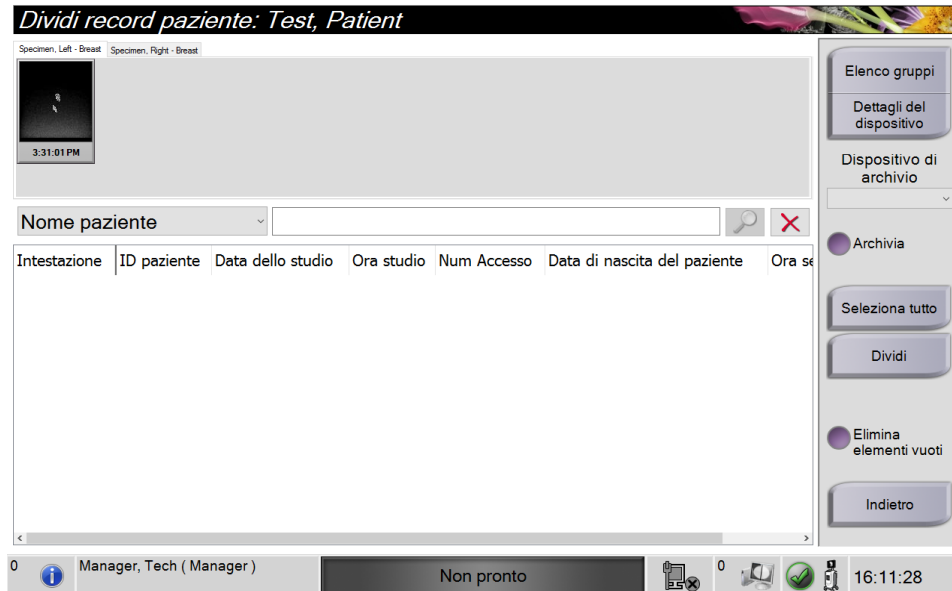 Dividi record paziente: Test, Patient
Specimen, Left - Breast Specimen, Right - Breast
3:31:01 PM
Nome paziente
Intestazione ID paziente Data dello studio Ora studio Num Accesso Data di nascita del paziente Ora se
Elenco gruppi
Dettagli del
dispositivo
Dispositivo di
archivio
Archivia
Seleziona tutto
Dividi
Elimina
elementi vuoti
Indietro
0 Manager, Tech ( Manager ) Non pronto 0 16:11:28